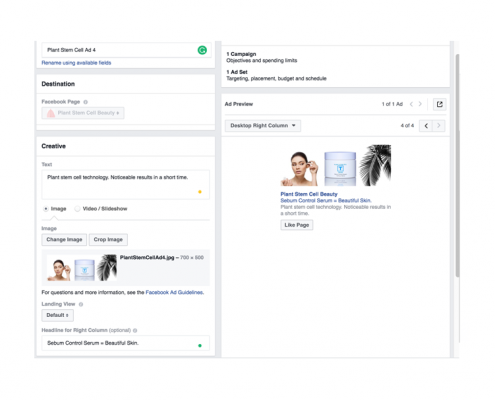 Plant Stem Cell Ad 4
Rename using available fields
Destination
Facebook Page
Plant Stem Cell Beauty
Creative
Text
Plant stem cell technology. Noticeable results in a short time.
Image
Video / Slideshow
Image
Change Image
Crop Image
PlantStemCellAd4.jpg – 700 × 500
For questions and more information, see the Facebook Ad Guidelines.
Landing View
Default
Headline for Right Column (optional)
Sebum Control Serum = Beautiful Skin.
1 Campaign
Objectives and spending limits
1 Ad Set
Targeting, placement, budget and schedule
Ad Preview
1 of 1 Ad
Desktop Right Column
4 of 4
Plant Stem Cell Beauty
Sebum Control Serum = Beautiful Skin.
Plant stem cell technology. Noticeable results in
a short time.
Like Page